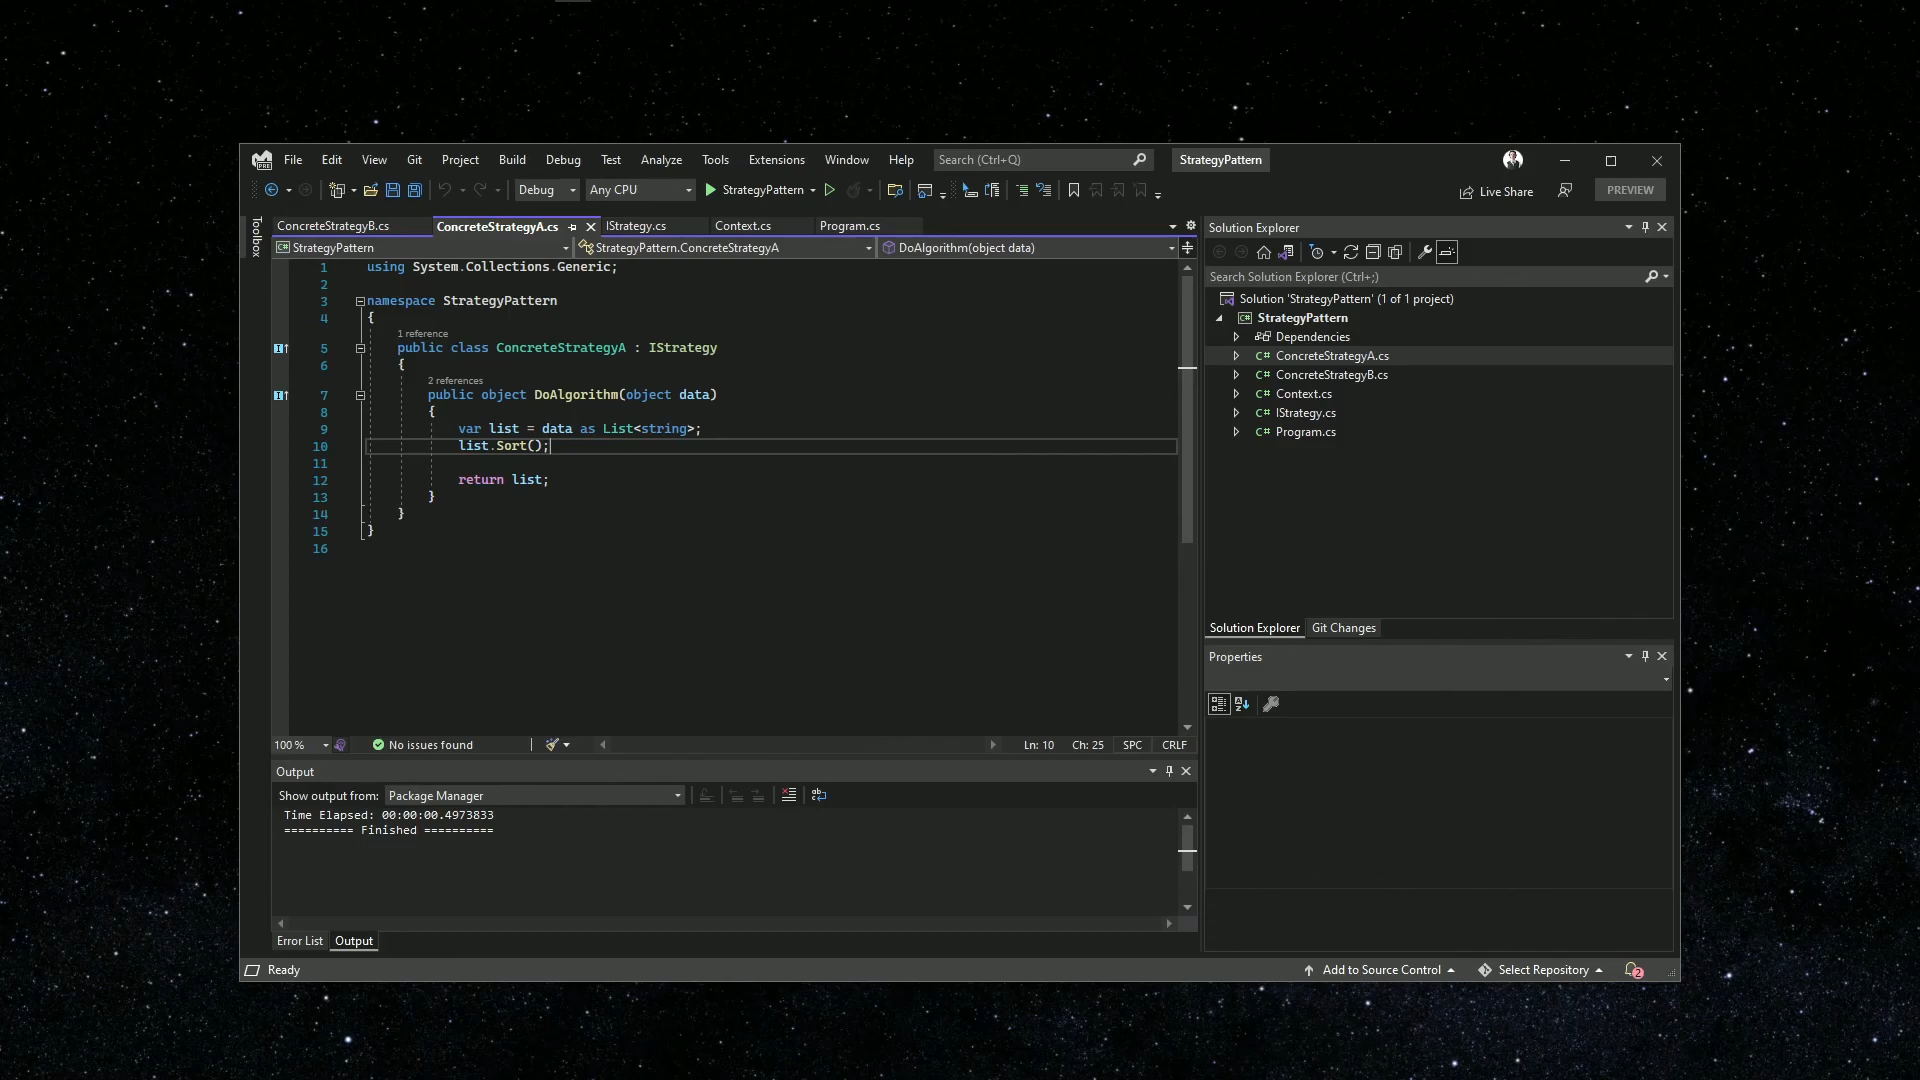 File Edit View Git Project Build Debug Test Analyze Tools Extensions Window Help Search (Ctrl+Q) StrategyPattern
Debug Any CPU StrategyPattern Live Share PREVIEW
Toolbox
ConcreteStrategyB.cs ConcreteStrategyA.cs IStrategy.cs Context.cs Program.cs
StrategyPattern StrategyPattern.ConcreteStrategyA DoAlgorithm(object data)
1 using System.Collections.Generic;
2
3 namespace StrategyPattern
4 {
1 reference
5 public class ConcreteStrategyA : IStrategy
6 {
2 references
7 public object DoAlgorithm(object data)
8 {
9 var list = data as List<string>;
10 list.Sort();
11
12 return list;
13 }
14 }
15 }
16
100 % No issues found Ln: 10 Ch: 25 SPC CRLF
Output
Show output from: Package Manager
Time Elapsed: 00:00:00.4973833
========== Finished ==========
Error List Output
Solution Explorer
Search Solution Explorer (Ctrl+;)
Solution 'StrategyPattern' (1 of 1 project)
C# StrategyPattern
Dependencies
C# ConcreteStrategyA.cs
C# ConcreteStrategyB.cs
C# Context.cs
C# IStrategy.cs
C# Program.cs
Solution Explorer Git Changes
Properties
Ready Add to Source Control Select Repository 2